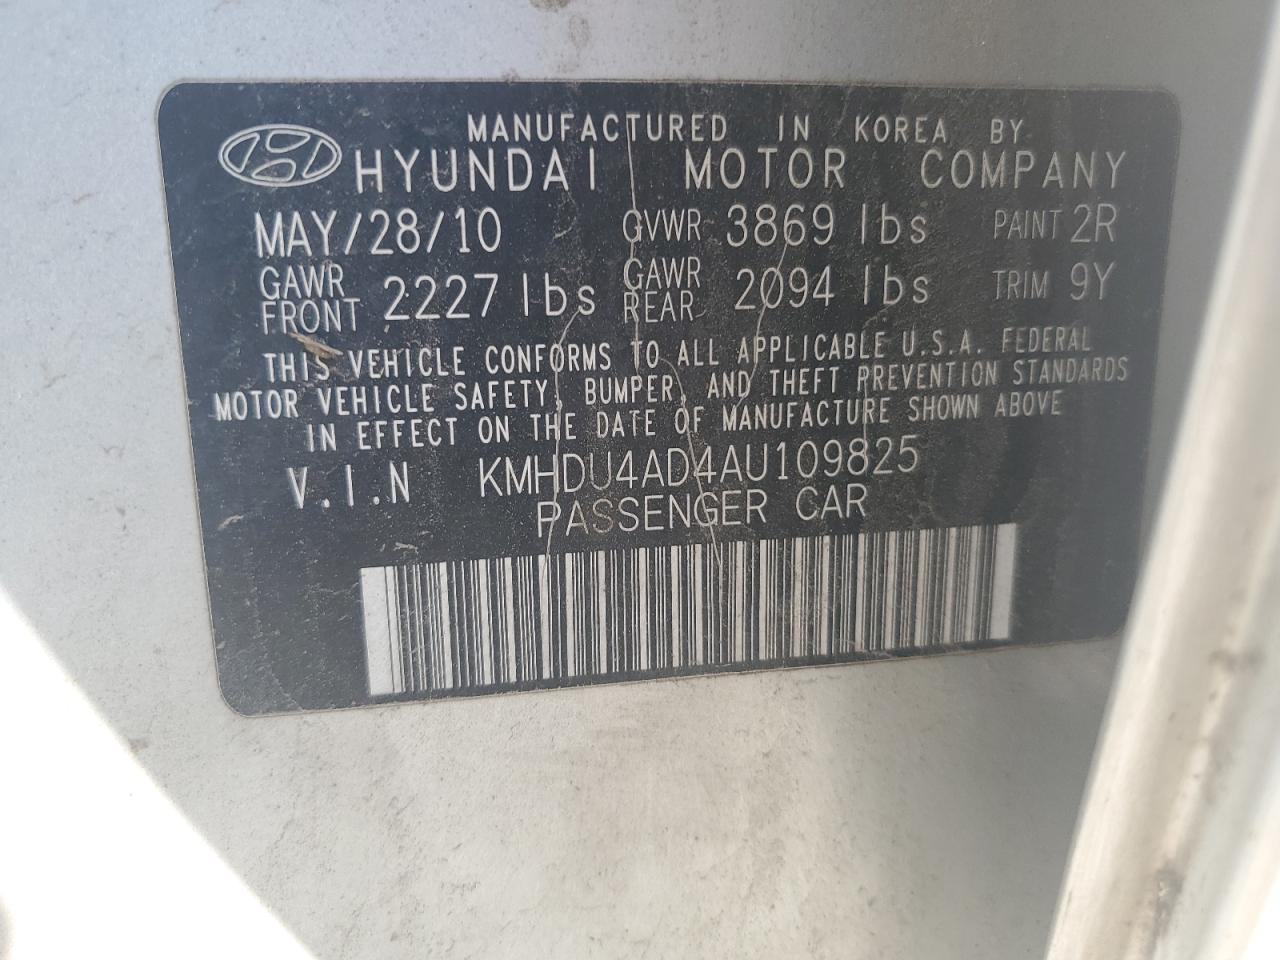 MANUFACTURED IN KOREA BY
HYUNDAI MOTOR COMPANY
MAY/28/10 GVWR 3869 lbs PAINT 2R
GAWR FRONT 2227 lbs GAWR REAR 2094 lbs TRIM 9Y
THIS VEHICLE CONFORMS TO ALL APPLICABLE U.S.A. FEDERAL
MOTOR VEHICLE SAFETY, BUMPER, AND THEFT PREVENTION STANDARDS
IN EFFECT ON THE DATE OF MANUFACTURE SHOWN ABOVE
V.I.N KMHDU4AD4AU109825
PASSENGER CAR